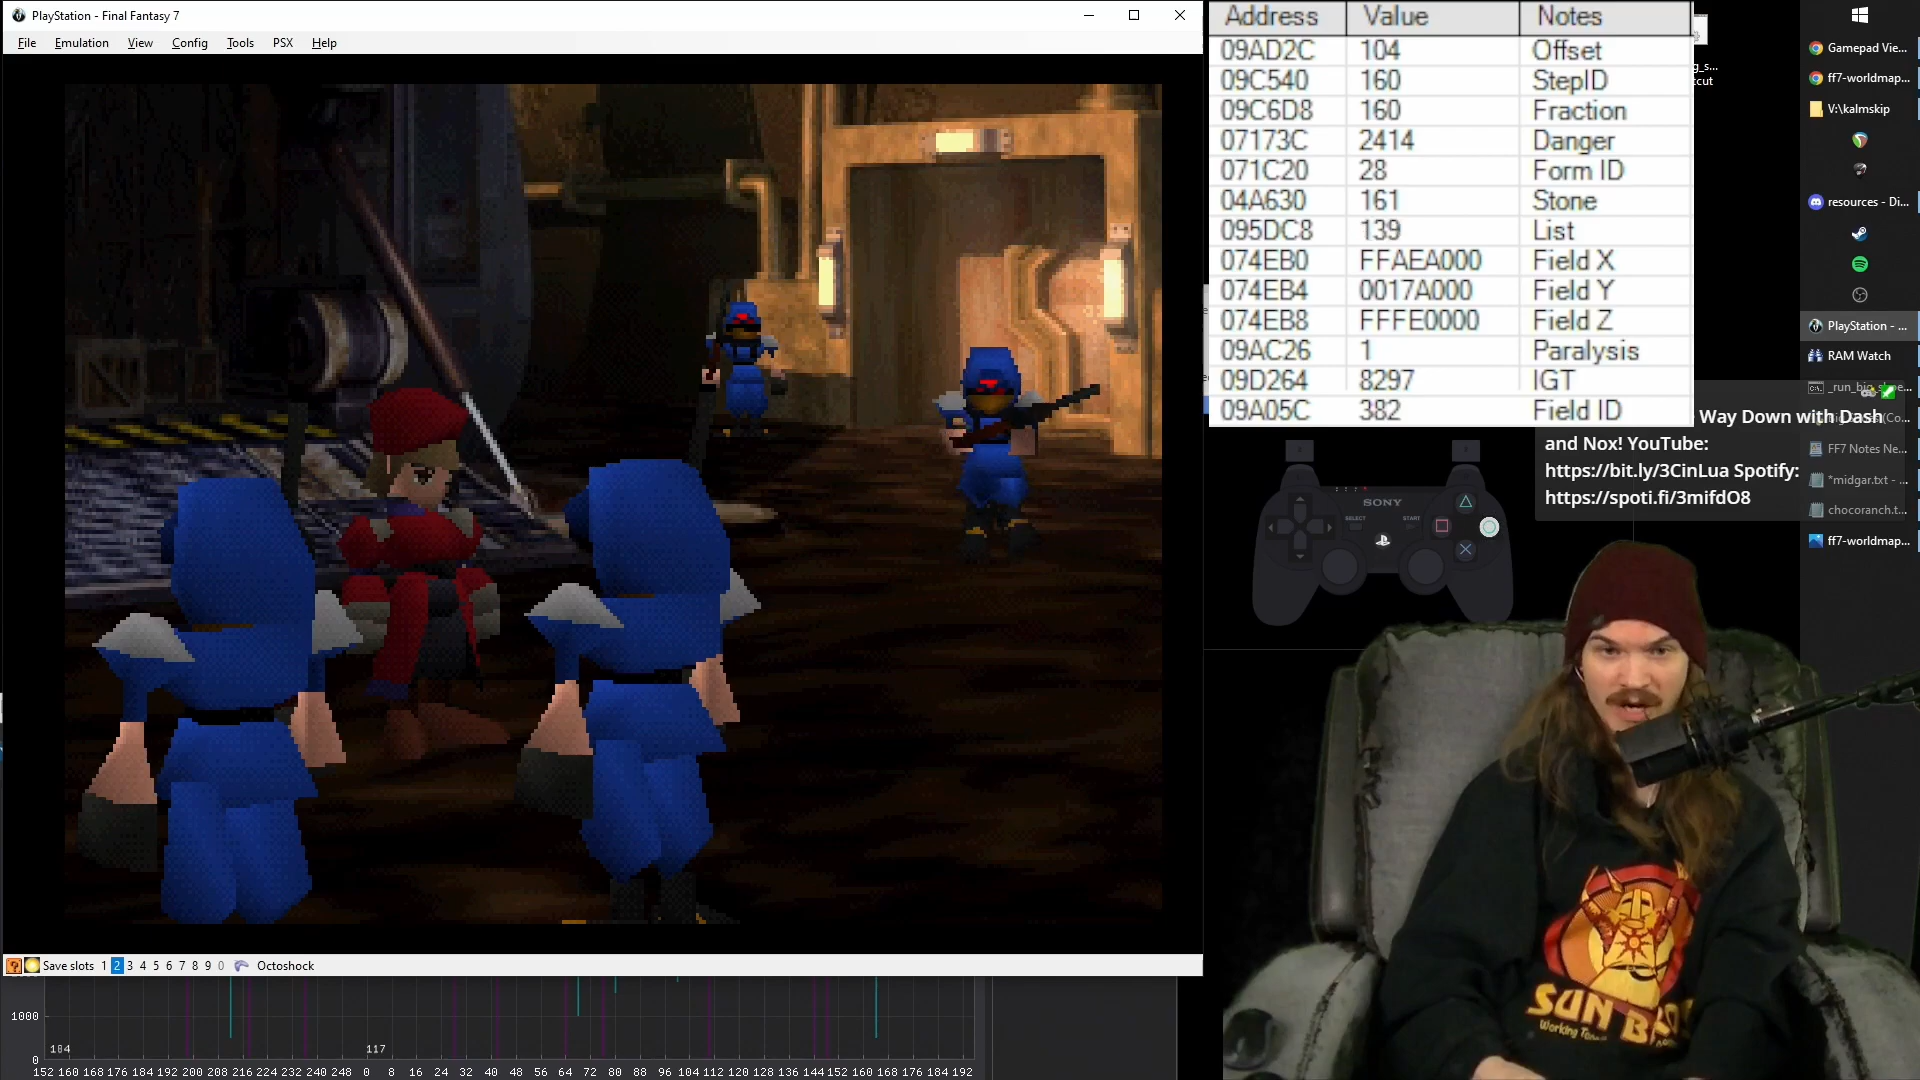 PlayStation - Final Fantasy 7
File Emulation View Config Tools PSX Help
Address Value Notes
09AD2C 104 Offset
09C540 160 StepID
09C6D8 160 Fraction
07173C 2414 Danger
071C20 28 Form ID
04A630 161 Stone
095DC8 139 List
074EB0 FFAEA000 Field X
074EB4 0017A000 Field Y
074EB8 FFFE0000 Field Z
09AC26 1 Paralysis
09D264 8297 IGT
09A05C 382 Field ID
Way Down with Dash
and Nox! YouTube:
https://bit.ly/3CinLua Spotify:
https://spoti.fi/3mifdO8
Gamepad Vie...
ff7-worldmap...
V:\kalmskip
resources - Di...
PlayStation - ...
RAM Watch
FF7 Notes Ne...
*midgar.txt - ...
chocoranch.t...
ff7-worldmap...
SONY
SELECT START
SUN
Working
Save slots 1 2 3 4 5 6 7 8 9 0 Octoshock
1000
104 117
0
152 160 168 176 184 192 200 208 216 224 232 240 248 0 8 16 24 32 40 48 56 64 72 80 88 96 104 112 120 128 136 144 152 160 168 176 184 192